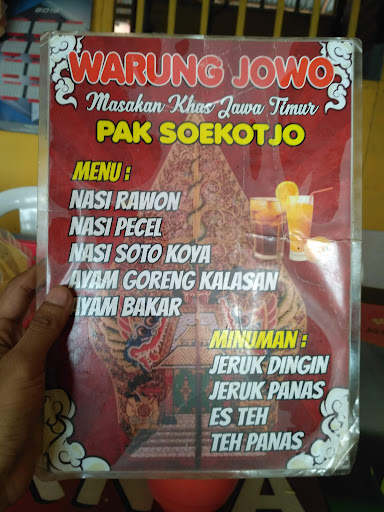 2019
WARUNG JOWO
Masakan Khas Jawa Timur
PAK SOEKOTJO
MENU :
NASI RAWON
NASI PECEL
NASI SOTO KOYA
AYAM GORENG KALASAN
AYAM BAKAR
MINUMAN :
JERUK DINGIN
JERUK PANAS
ES TEH
TEH PANAS